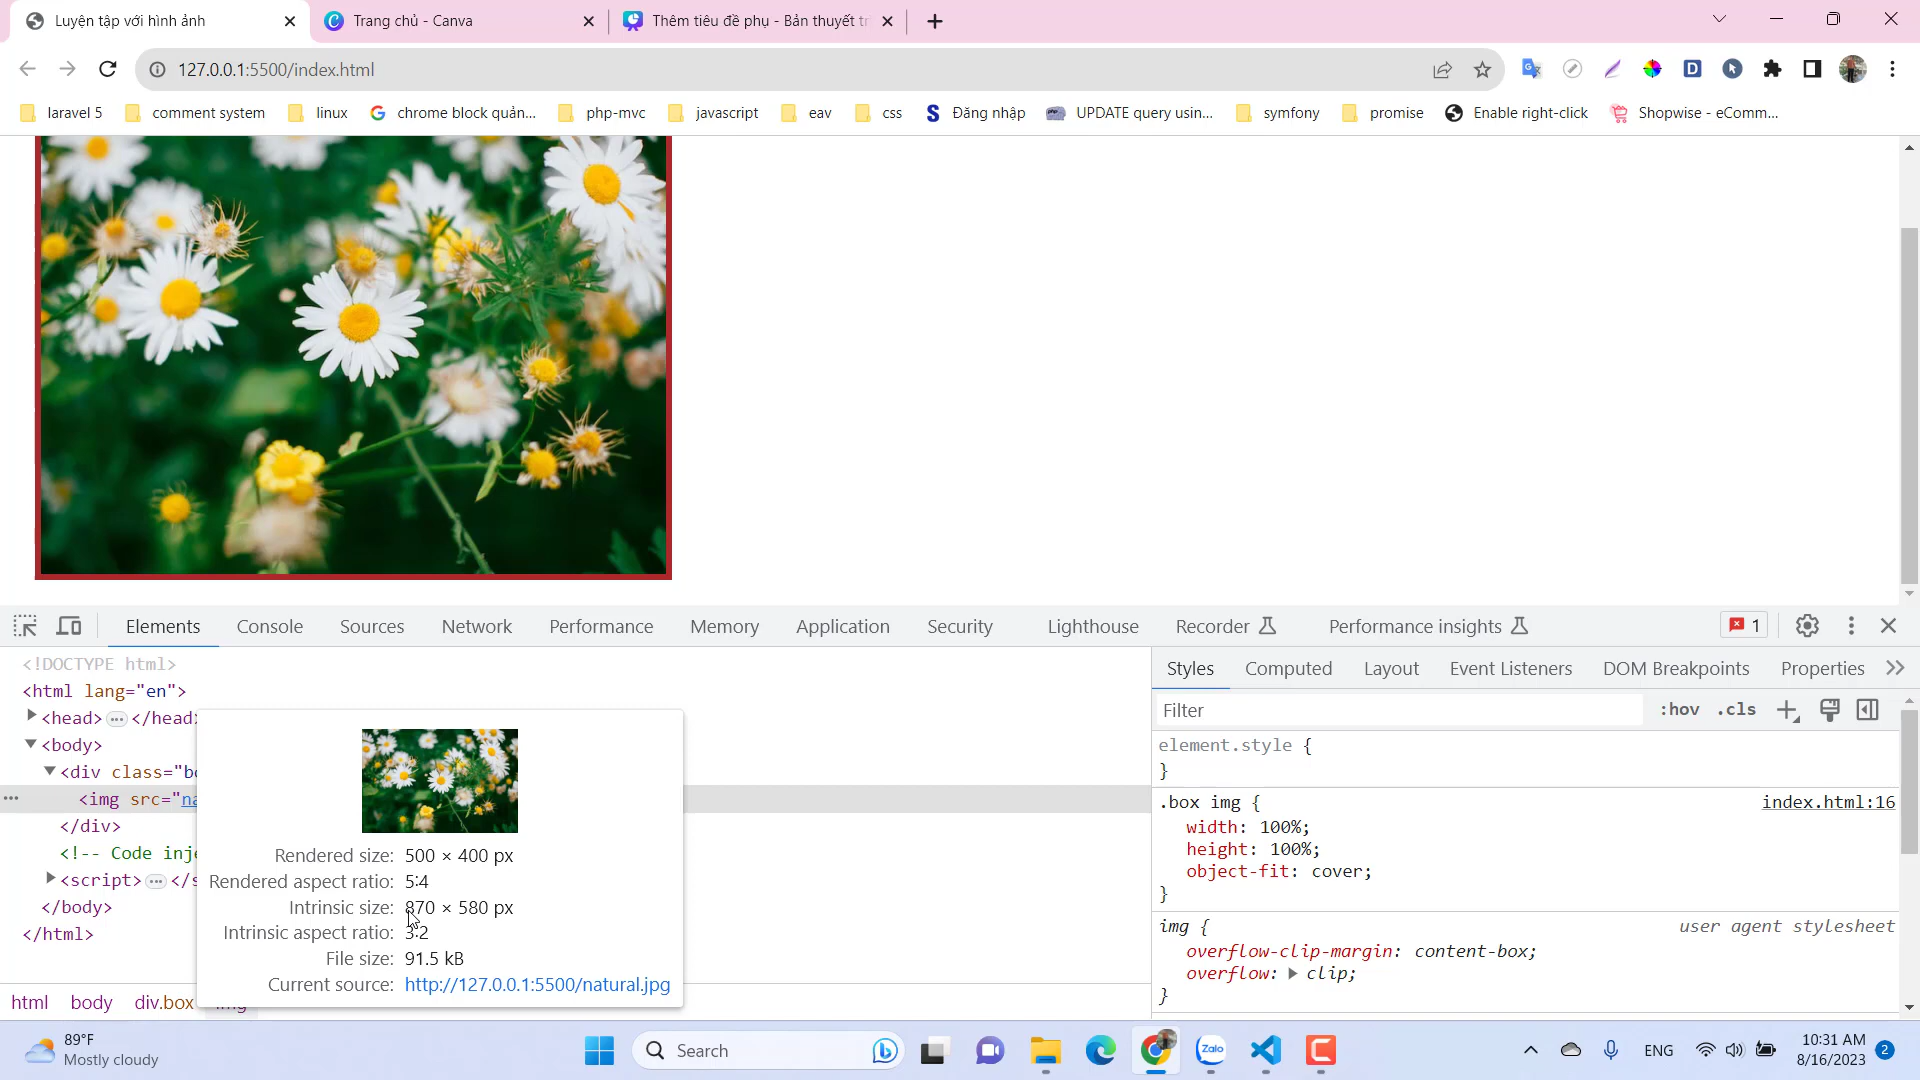 Luyện tập với hình ảnh
Trang chủ - Canva
Thêm tiêu đề phụ - Bản thuyết tr
127.0.0.1:5500/index.html
laravel 5
comment system
linux
chrome block quản...
php-mvc
javascript
eav
css
Đăng nhập
UPDATE query usin...
symfony
promise
Enable right-click
Shopwise - eComm...
Elements
Console
Sources
Network
Performance
Memory
Application
Security
Lighthouse
Recorder
Performance insights
1
<!DOCTYPE html>
<html lang="en">
<head> ... </head>
<body>
<div class="bo
<img src="na
</div>
<!-- Code inje
<script> ... </s
</body>
</html>
Rendered size: 500 × 400 px
Rendered aspect ratio: 5:4
Intrinsic size: 870 × 580 px
Intrinsic aspect ratio: 3:2
File size: 91.5 kB
Current source: http://127.0.0.1:5500/natural.jpg
html body div.box img
Styles
Computed
Layout
Event Listeners
DOM Breakpoints
Properties
Filter
:hov .cls
element.style {
}
.box img {
index.html:16
width: 100%;
height: 100%;
object-fit: cover;
}
img {
user agent stylesheet
overflow-clip-margin: content-box;
overflow: clip;
}
89°F
Mostly cloudy
Search
Zalo
ENG
10:31 AM
8/16/2023
2